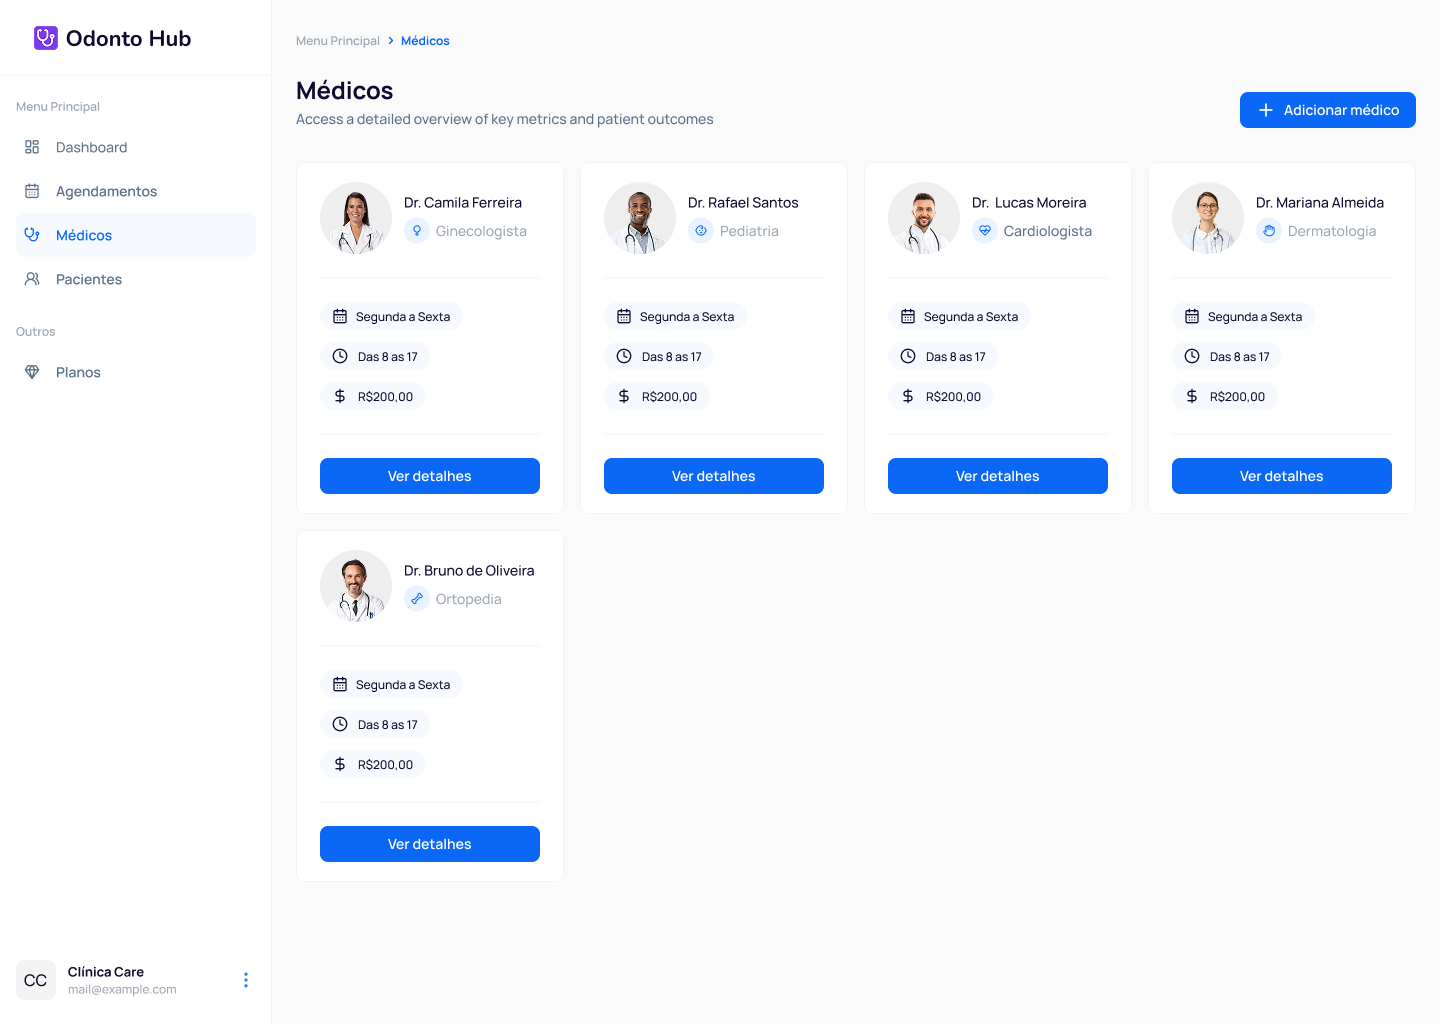 Odonto Hub
Menu Principal
Dashboard
Agendamentos
Médicos
Pacientes
Outros
Planos
CC
Clínica Care
mail@example.com
Menu Principal > Médicos
Médicos
Access a detailed overview of key metrics and patient outcomes
Adicionar médico
Dr. Camila Ferreira
Ginecologista
Segunda a Sexta
Das 8 as 17
R$200,00
Ver detalhes
Dr. Rafael Santos
Pediatria
Segunda a Sexta
Das 8 as 17
R$200,00
Ver detalhes
Dr. Lucas Moreira
Cardiologista
Segunda a Sexta
Das 8 as 17
R$200,00
Ver detalhes
Dr. Mariana Almeida
Dermatologia
Segunda a Sexta
Das 8 as 17
R$200,00
Ver detalhes
Dr. Bruno de Oliveira
Ortopedia
Segunda a Sexta
Das 8 as 17
R$200,00
Ver detalhes